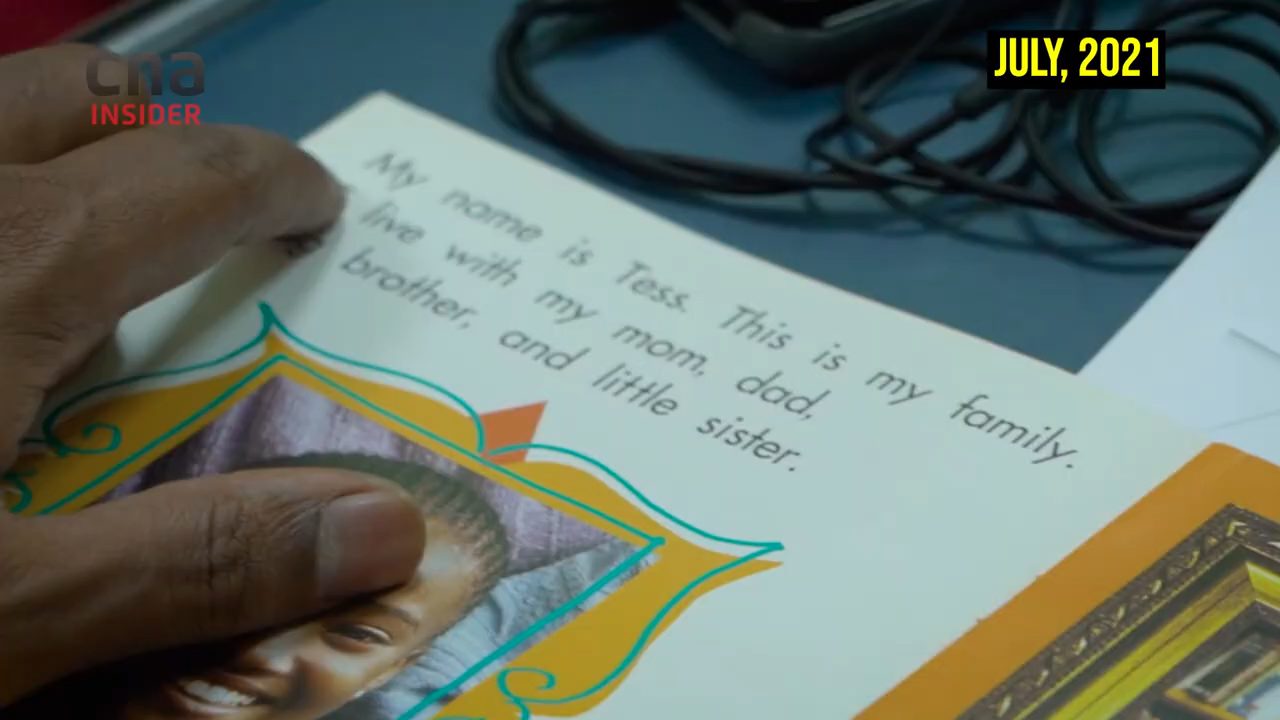 cna
INSIDER
JULY, 2021
My name is Tess. This is my family.
live with my mom, dad,
brother, and little sister.